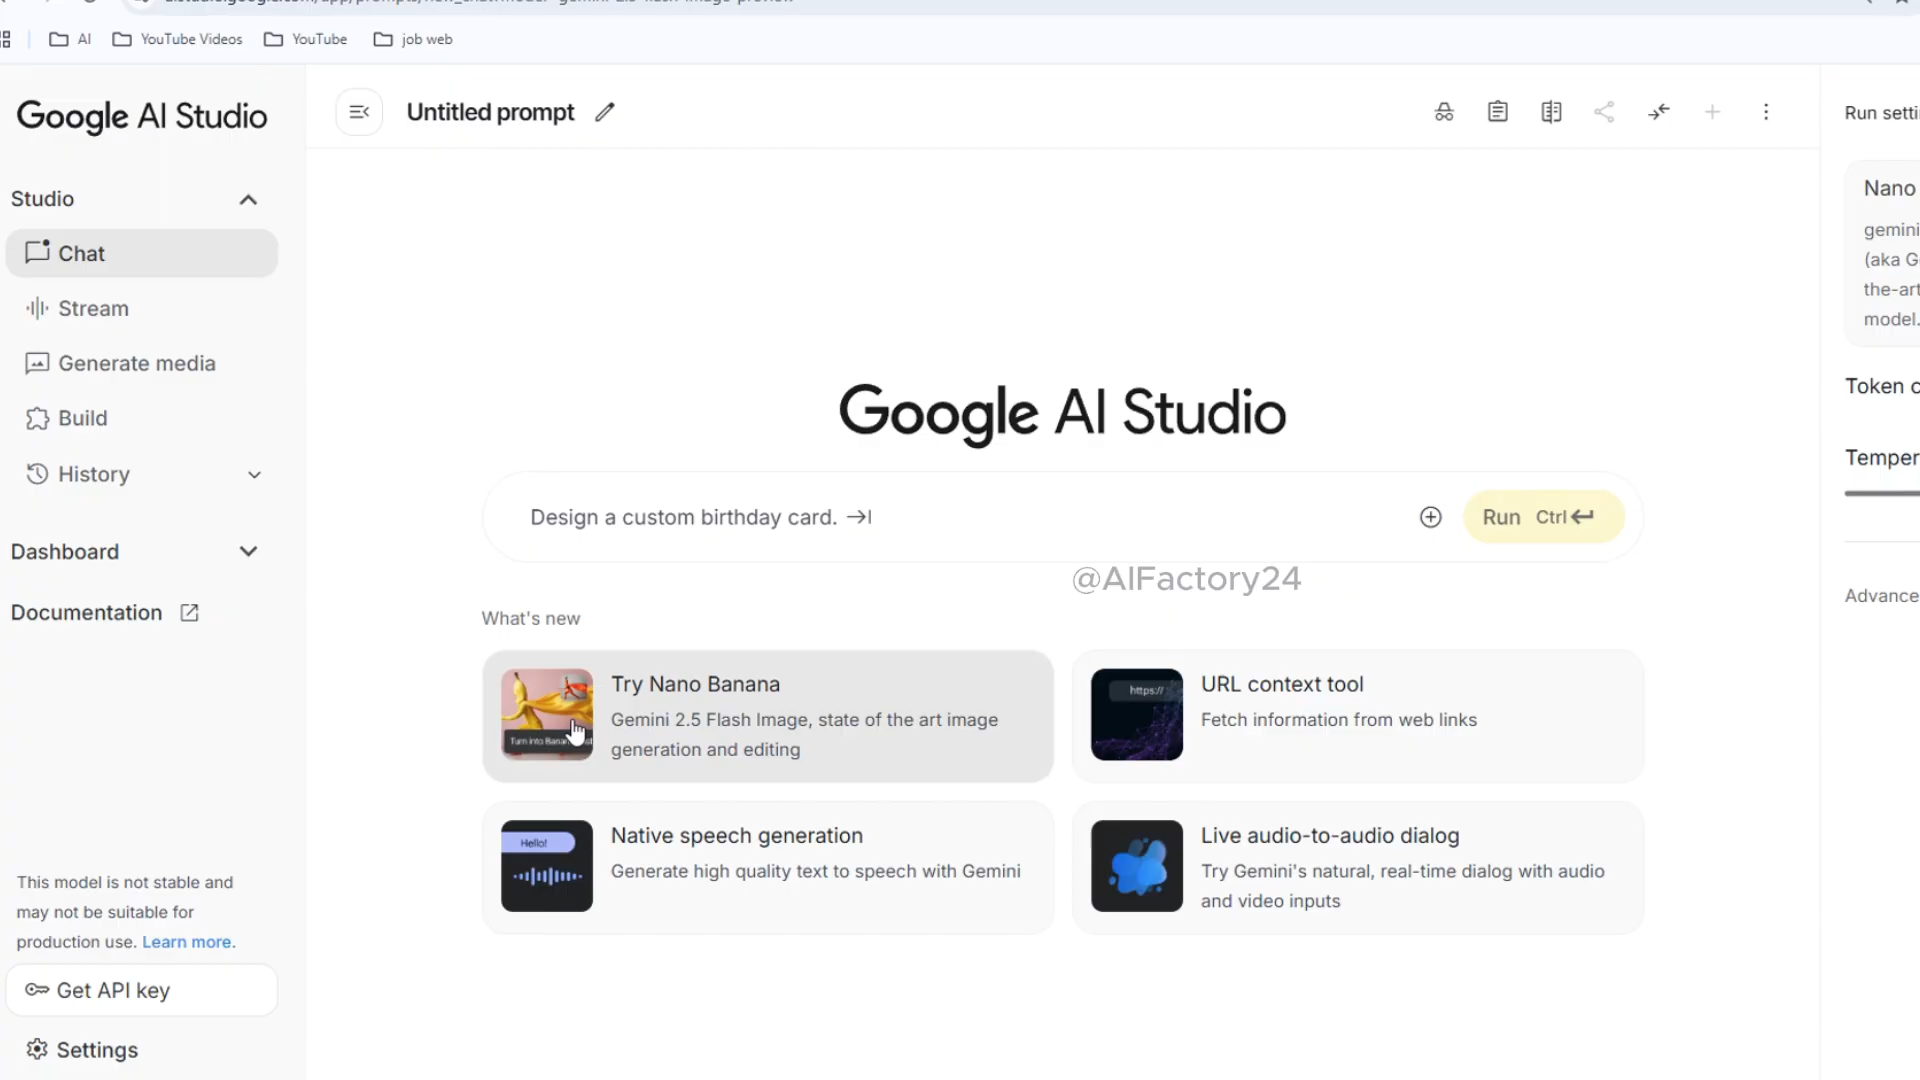 AI
YouTube Videos
YouTube
job web
Google AI Studio
Untitled prompt
Run setti
Studio
Chat
Stream
Generate media
Build
History
Dashboard
Documentation
Nano
gemini
(aka G
the-art
model.
Token c
Temper
Advance
Google AI Studio
Design a custom birthday card.
Run Ctrl
@AIFactory24
What's new
Try Nano Banana
Gemini 2.5 Flash Image, state of the art image
generation and editing
Turn into Banan
https://
URL context tool
Fetch information from web links
Hello!
Native speech generation
Generate high quality text to speech with Gemini
Live audio-to-audio dialog
Try Gemini's natural, real-time dialog with audio
and video inputs
This model is not stable and
may not be suitable for
production use. Learn more.
Get API key
Settings